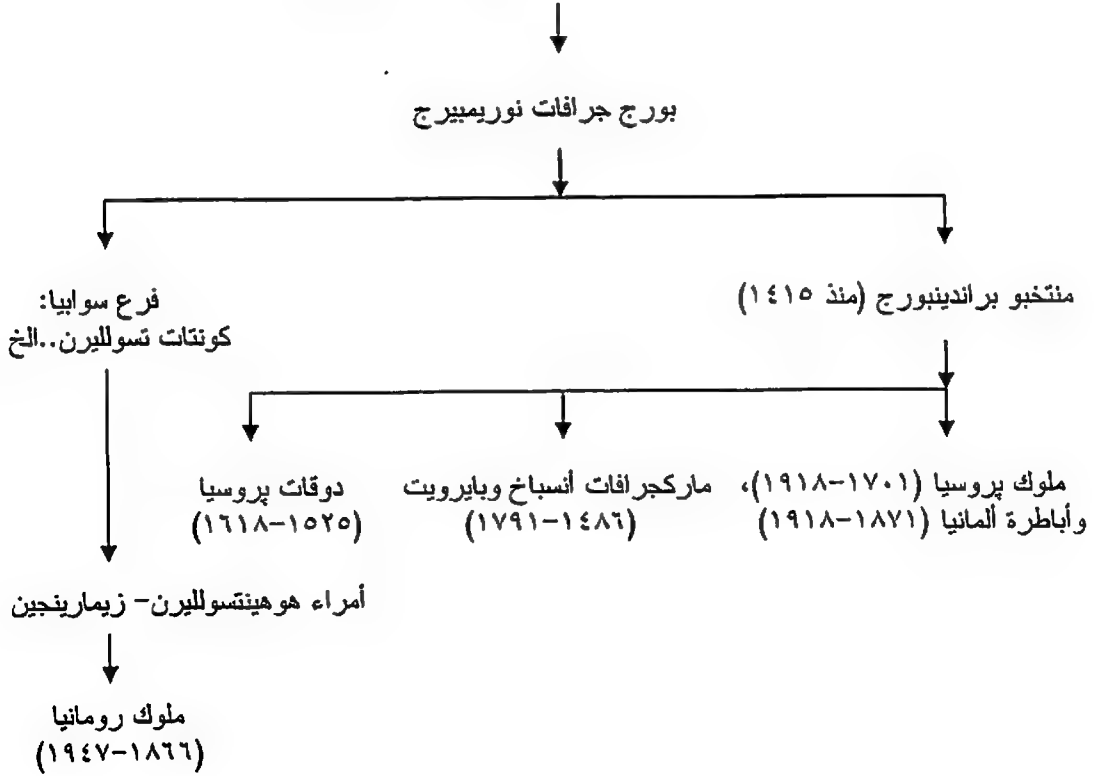 بورج جرافات نوريمبيرج
منتخبو براندينبورج (منذ ١٤١٥)
فرع سوابيا:
كونتات تسولليرن..الخ
ملوك پروسيا (١٧٠١-١٩١٨)،
وأباطرة ألمانيا (١٨٧١-١٩١٨)
ماركجرافات أنسباخ وبايرويت
(١٤٨٦-١٧٩١)
دوقات پروسيا
(١٥٢٥-١٦١٨)
أمراء هوهينتسولليرن- زيمارينجين
ملوك رومانيا
(١٨٦٦-١٩٤٧)